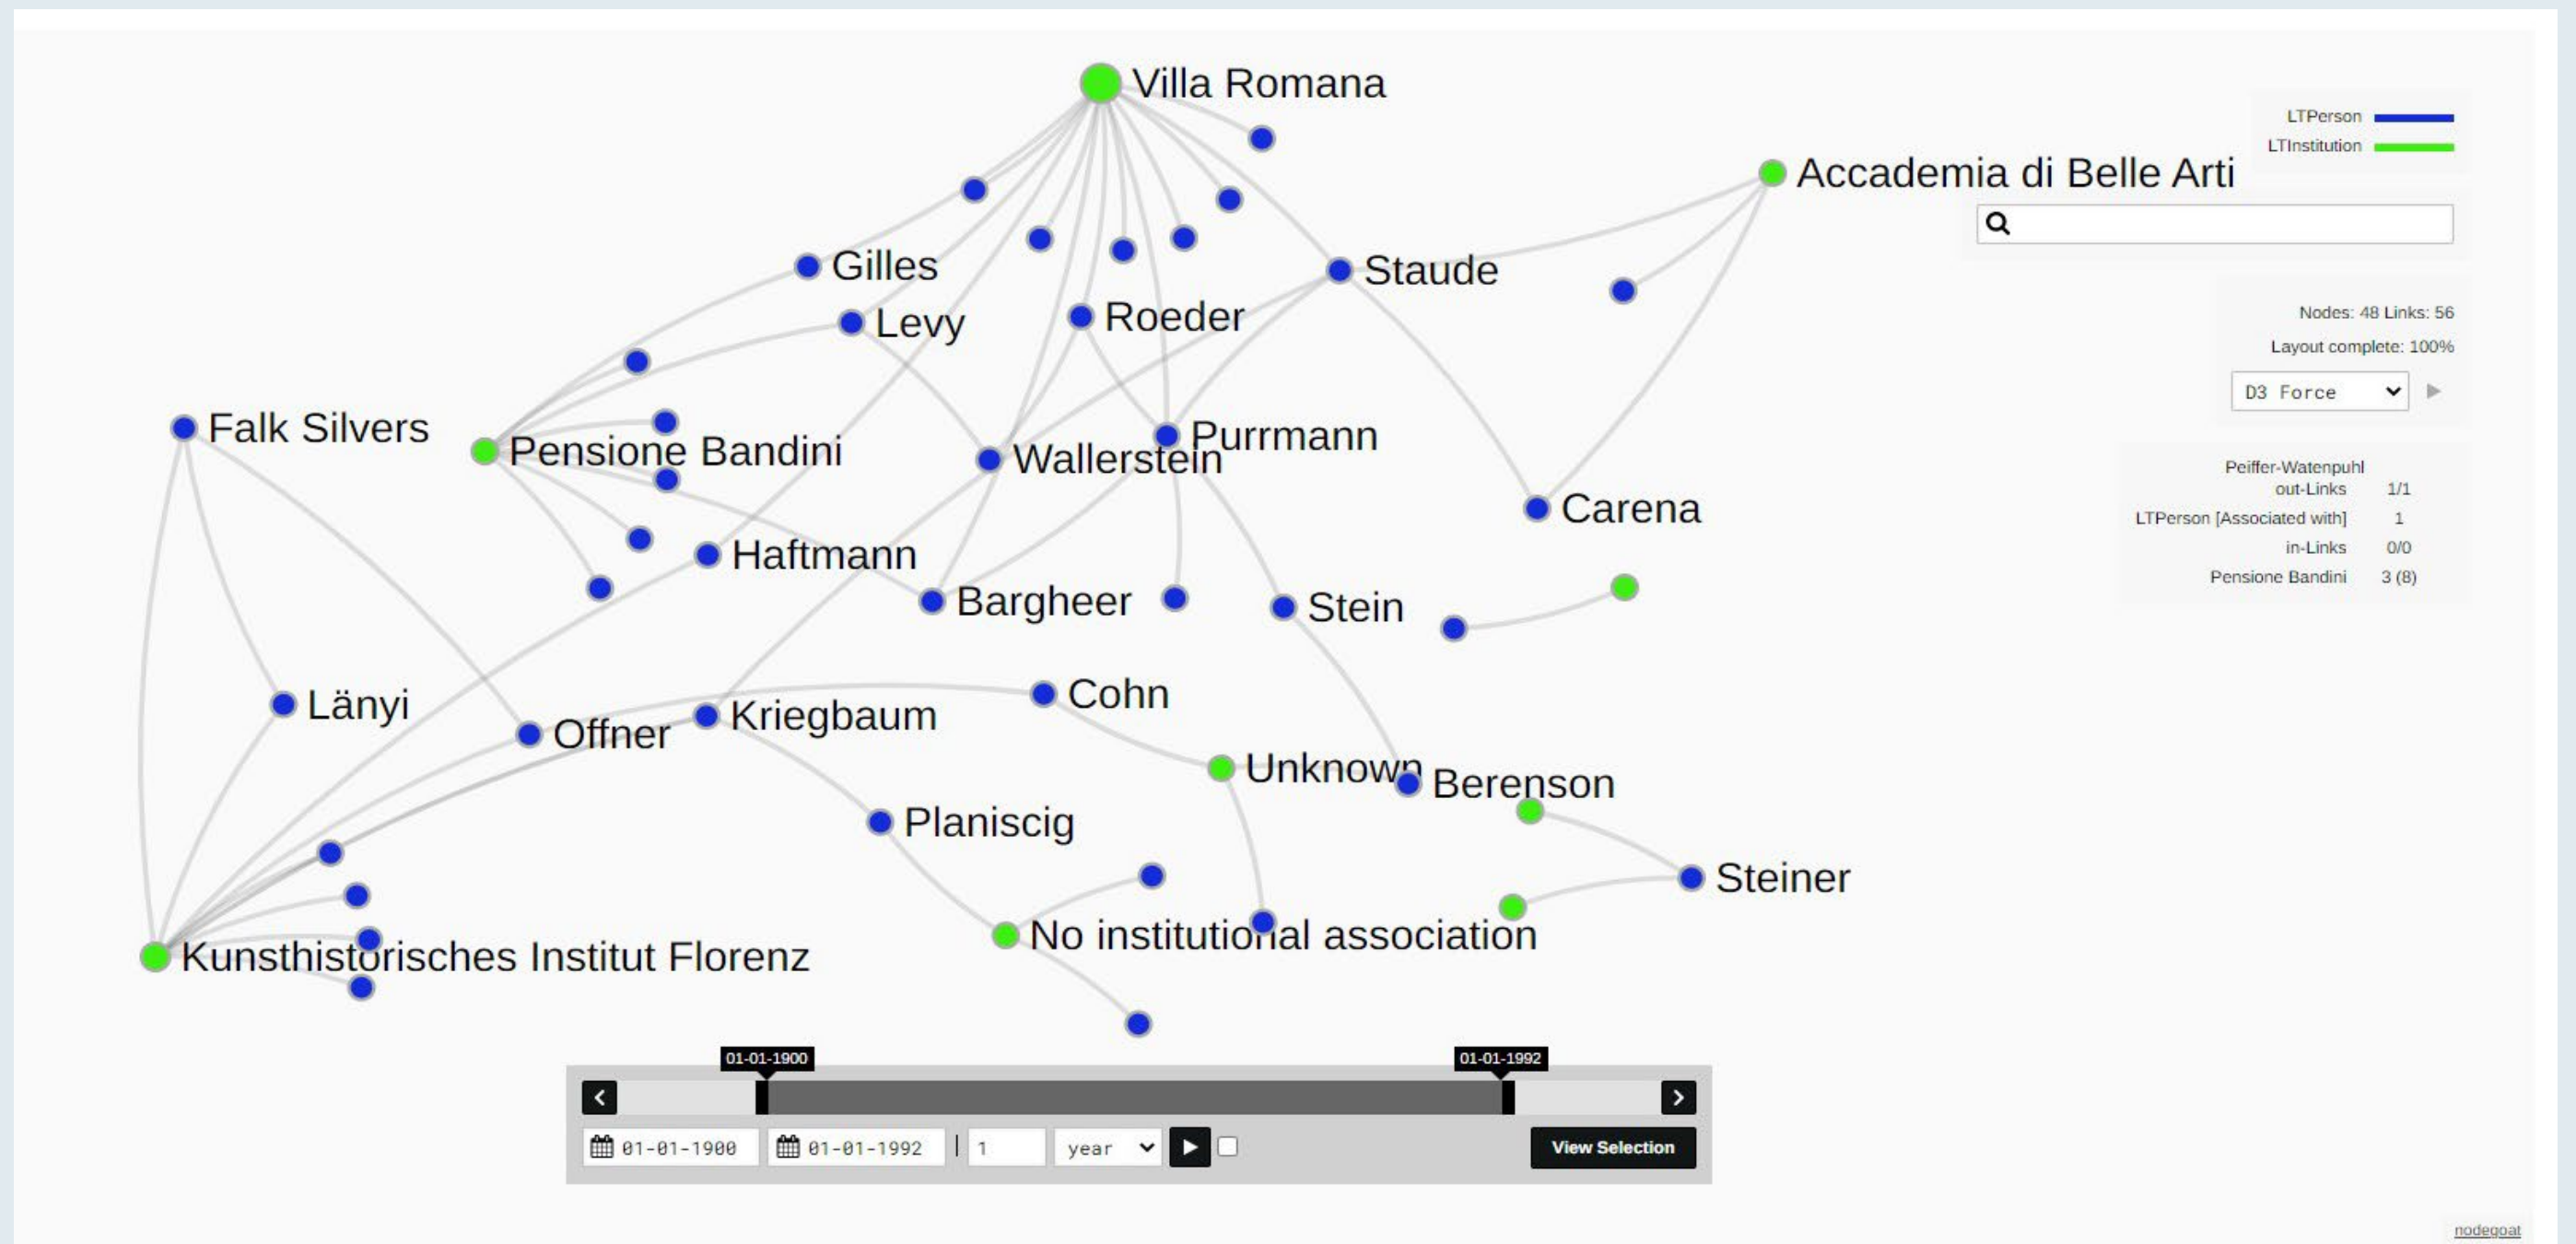 Villa Romana
LTPerson
LTInstitution
Accademia di Belle Arti
Gilles
Staude
Levy
Roeder
Nodes: 48 Links: 56
Layout complete: 100%
D3 Force
Falk Silvers
Pensione Bandini
Purrmann
Wallerstein
Peiffer-Watenpuhl
out-Links 1/1
LTPerson [Associated with] 1
in-Links 0/0
Pensione Bandini 3 (8)
Carena
Haftmann
Bargheer
Stein
Länyi
Cohn
Offner
Kriegbaum
Unknown
Berenson
Planiscig
Steiner
No institutional association
Kunsthistorisches Institut Florenz
01-01-1900
01-01-1992
01-01-1900 01-01-1992 | 1 year View Selection
nodegoat